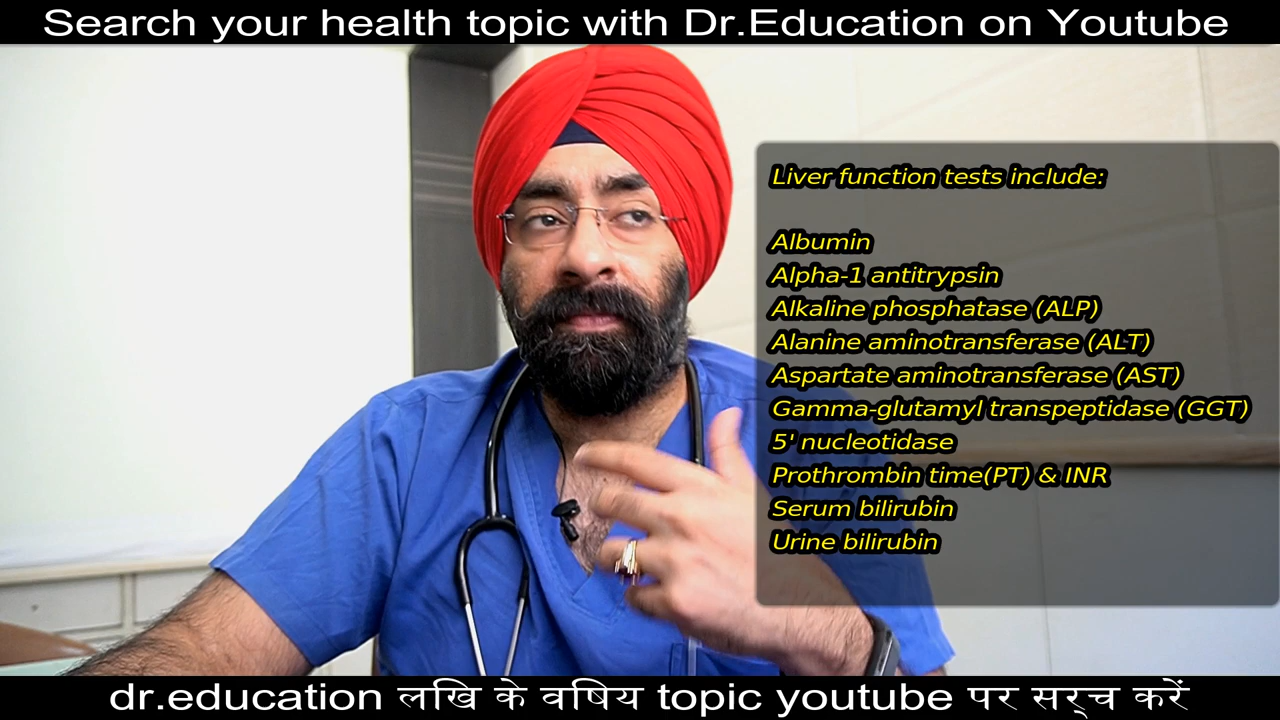 Search your health topic with Dr.Education on Youtube
Liver function tests include:
Albumin
Alpha-1 antitrypsin
Alkaline phosphatase (ALP)
Alanine aminotransferase (ALT)
Aspartate aminotransferase (AST)
Gamma-glutamyl transpeptidase (GGT)
5' nucleotidase
Prothrombin time(PT) & INR
Serum bilirubin
Urine bilirubin
dr.education लखि के वषिय topic youtube पर सर्च करें